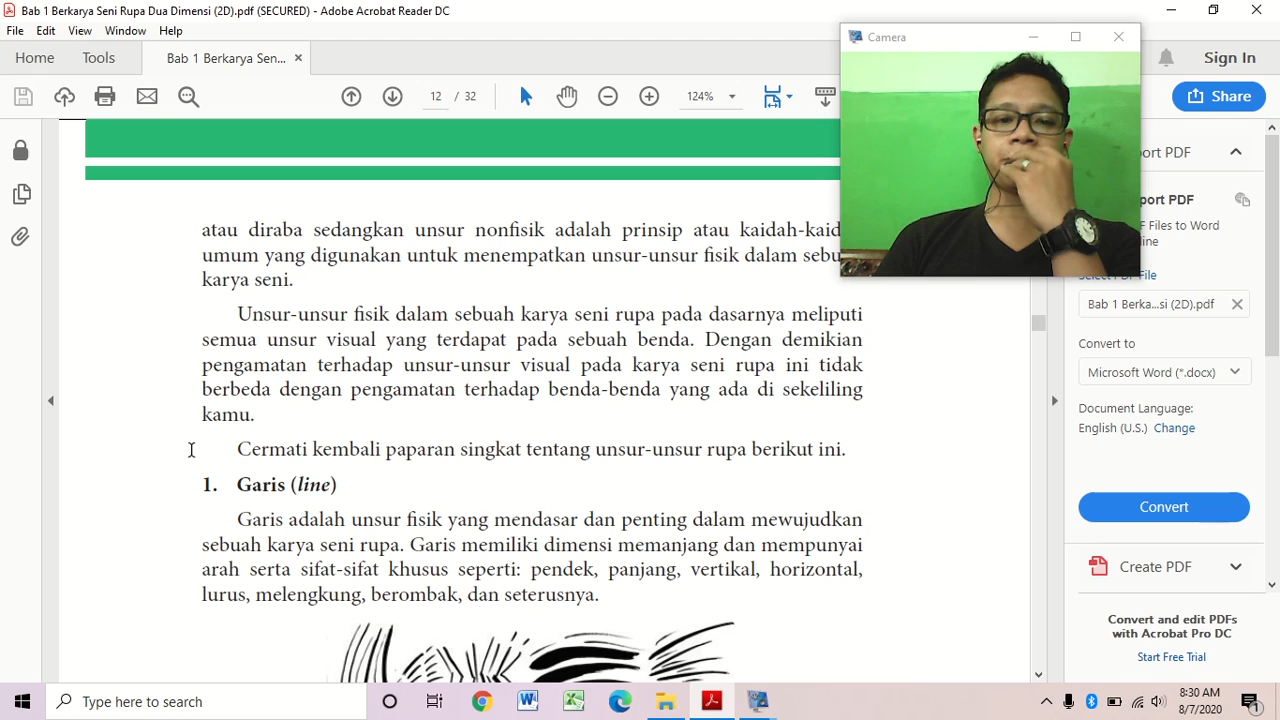 Bab 1 Berkarya Seni Rupa Dua Dimensi (2D).pdf (SECURED) - Adobe Acrobat Reader DC
File Edit View Window Help
Home Tools Bab 1 Berkarya Sen... Sign In
12 / 32 124% Share
Camera
port PDF
port PDF
PDF Files to Word
Select PDF File
Bab 1 Berka...si (2D).pdf
Convert to
Microsoft Word (*.docx)
Document Language:
English (U.S.) Change
Convert
Create PDF
Convert and edit PDFs
with Acrobat Pro DC
Start Free Trial
atau diraba sedangkan unsur nonfisik adalah prinsip atau
umum yang digunakan untuk menempatkan unsur-unsur fisik dalam
karya seni.
Unsur-unsur fisik dalam sebuah karya seni rupa pada dasarnya meliputi
semua unsur visual yang terdapat pada sebuah benda. Dengan demikian
pengamatan terhadap unsur-unsur visual pada karya seni rupa ini tidak
berbeda dengan pengamatan terhadap benda-benda yang ada di sekeliling
kamu.
Cermati kembali paparan singkat tentang unsur-unsur rupa berikut ini.
1. Garis (line)
Garis adalah unsur fisik yang mendasar dan penting dalam mewujudkan
sebuah karya seni rupa. Garis memiliki dimensi memanjang dan mempunyai
arah serta sifat-sifat khusus seperti: pendek, panjang, vertikal, horizontal,
lurus, melengkung, berombak, dan seterusnya.
Type here to search
8:30 AM
8/7/2020